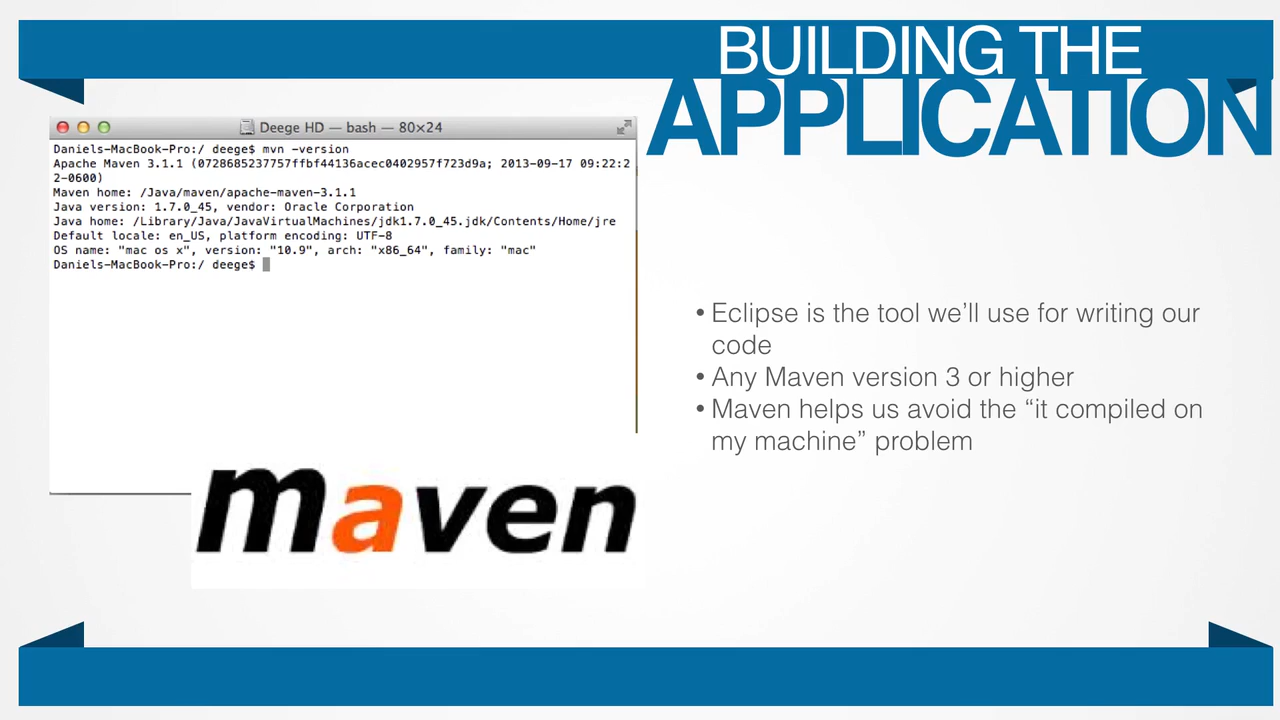 BUILDING THE
APPLICATION
Deege HD — bash — 80×24
Daniels-MacBook-Pro:/ deege$ mvn -version
Apache Maven 3.1.1 (0728685237757ffbf44136acec0402957f723d9a; 2013-09-17 09:22:2
2-0600)
Maven home: /Java/maven/apache-maven-3.1.1
Java version: 1.7.0_45, vendor: Oracle Corporation
Java home: /Library/Java/JavaVirtualMachines/jdk1.7.0_45.jdk/Contents/Home/jre
Default locale: en_US, platform encoding: UTF-8
OS name: "mac os x", version: "10.9", arch: "x86_64", family: "mac"
Daniels-MacBook-Pro:/ deege$
maven
• Eclipse is the tool we’ll use for writing our
code
• Any Maven version 3 or higher
• Maven helps us avoid the “it compiled on
my machine” problem